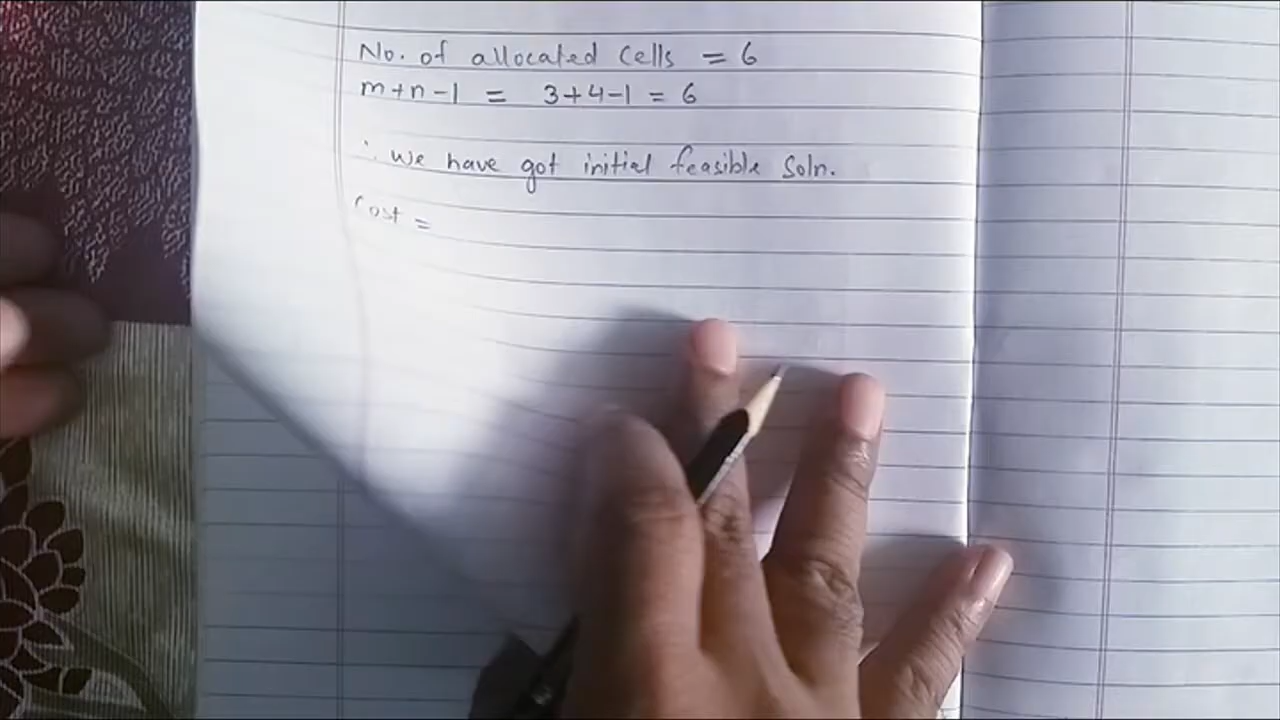 No. of allocated cells = 6
m+n-1 = 3+4-1 = 6
∴ we have got initial feasible soln.
Cost =